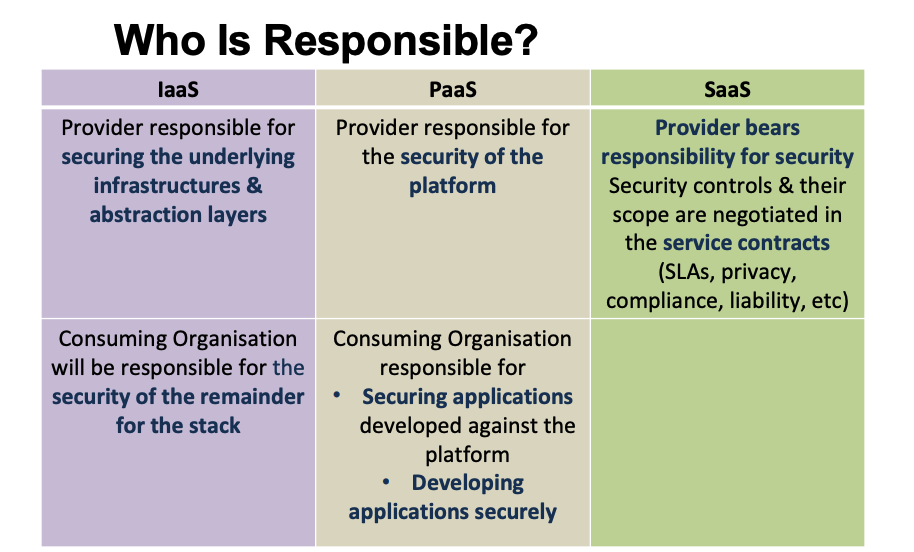 Who Is Responsible?
IaaS
PaaS
SaaS
Provider responsible for
securing the underlying
infrastructures &
abstraction layers
Provider responsible for
the security of the
platform
Provider bears
responsibility for security
Security controls & their
scope are negotiated in
the service contracts
(SLAs, privacy,
compliance, liability, etc)
Consuming Organisation
will be responsible for the
security of the remainder
for the stack
Consuming Organisation
responsible for
• Securing applications
developed against the
platform
• Developing
applications securely